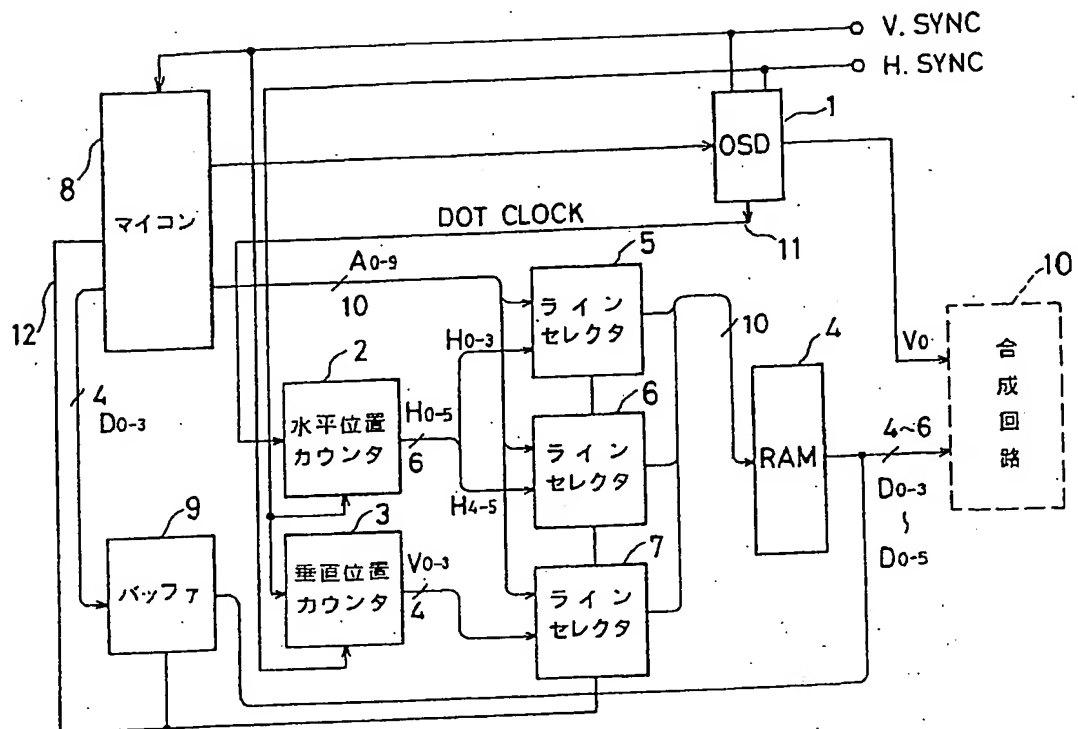 V. SYNC
H. SYNC
1
OSD
8
マイコン
DOT CLOCK
11
5
A0-9
10
ライン
セレクタ
10
合
成
回
路
12
4
D0-3
2
H0-3
10
4
V0
水平位置
カウンタ
H0-5
6
6
ライン
セレクタ
RAM
4~6
D0-3
~
D0-5
H4-5
9
3
7
バッファ
垂直位置
カウンタ
V0-3
4
ライン
セレクタ